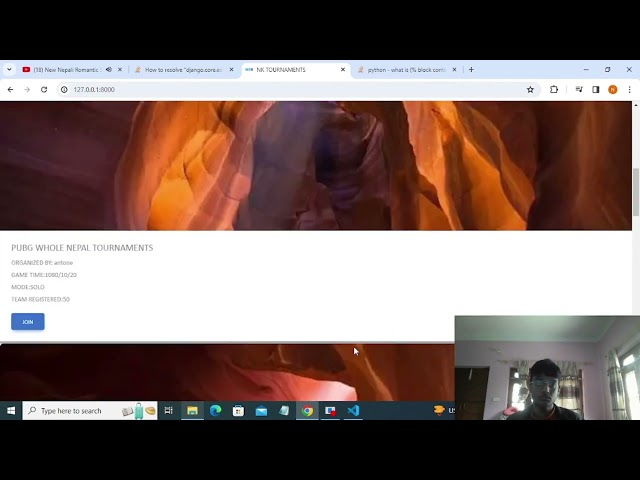 (18) New Nepali Romantic
How to resolve "django.core.ex
NK TOURNAMENTS
python - what is {% block conte
127.0.0.1:8000
PUBG WHOLE NEPAL TOURNAMENTS
ORGANIZED BY: antone
GAME TIME:1080/10/20
MODE:SOLO
TEAM REGISTERED:50
JOIN
Type here to search